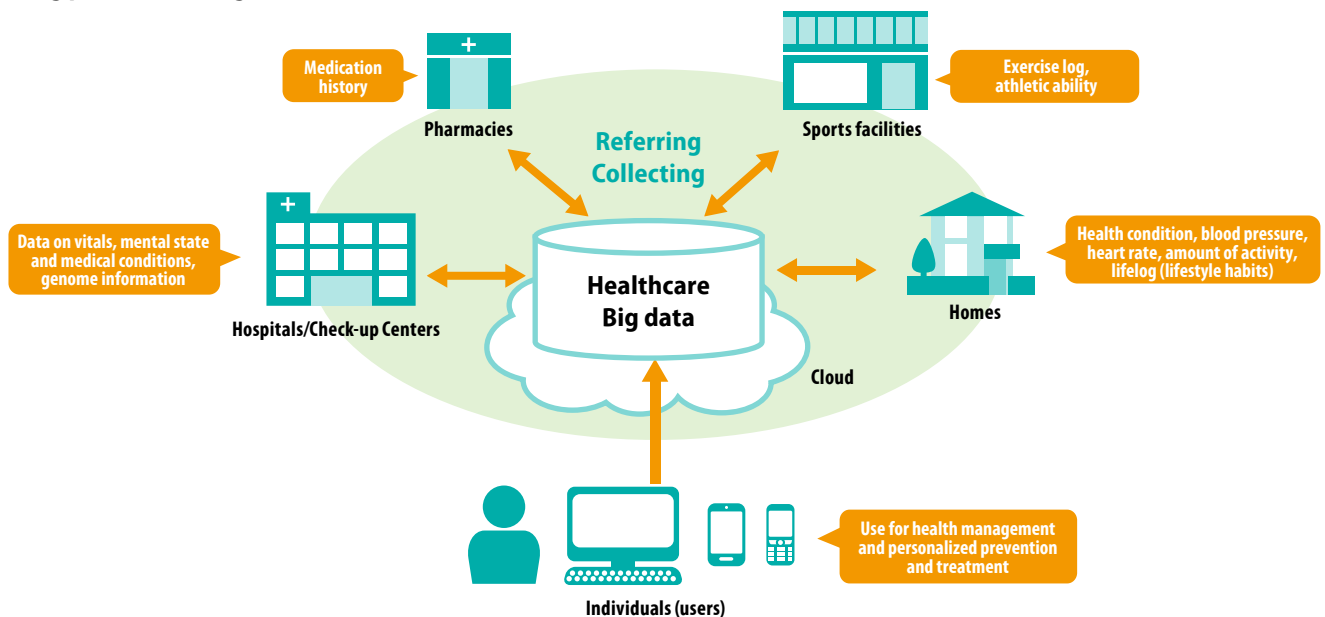 Medication
history
Pharmacies
Exercise log,
athletic ability
Sports facilities
Referring
Collecting
Data on vitals, mental state
and medical conditions,
genome information
Hospitals/Check-up Centers
Healthcare
Big data
Health condition, blood pressure,
heart rate, amount of activity,
lifelog (lifestyle habits)
Homes
Cloud
Use for health management
and personalized prevention
and treatment
Individuals (users)